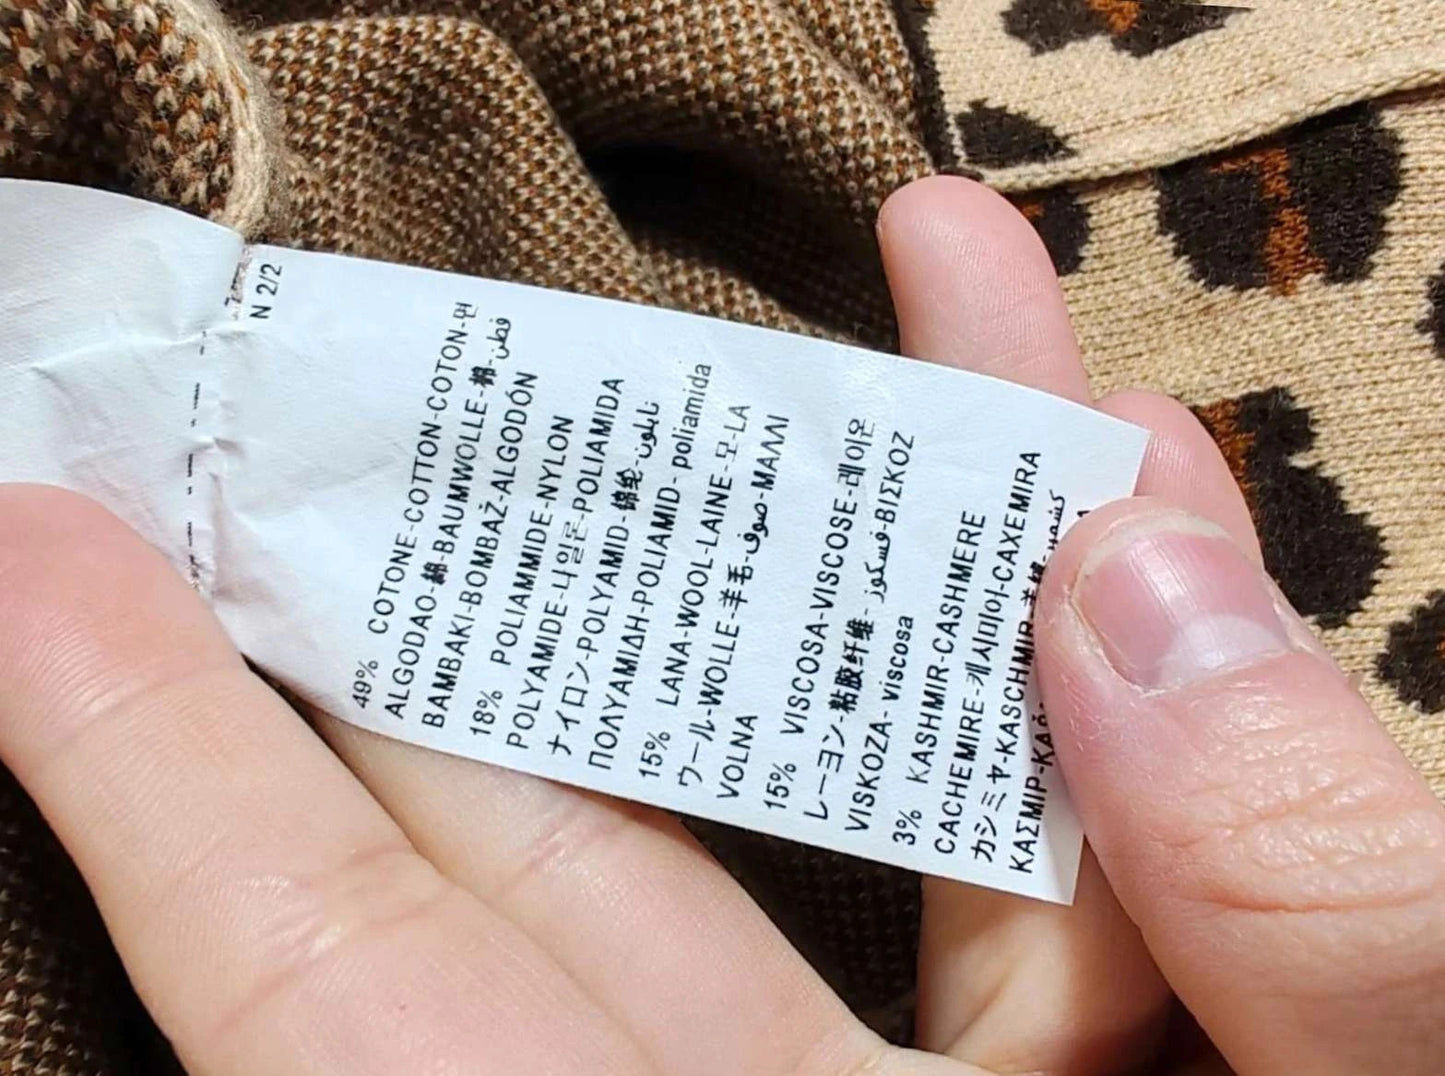 N 2/2
49% COTONE-COTTON-COTON-면
ALGODAO-綿-BAUMWOLLE-棉-قطن
BAMBAKI-BOMBAŽ-ALGODÓN
18% POLIAMMIDE-NYLON
POLYAMIDE-나일론-POLIAMIDA
ナイロン-POLYAMID-锦纶-نايلون
ΠΟΛΥΑΜΙΔΗ-POLIAMID- poliamida
15% LANA-WOOL-LAINE-모-LA
ウール-WOLLE-羊毛-صوف-ΜΑΛΛΙ
VOLNA
15% VISCOSA-VISCOSE-레이온
レーヨン-粘胶纤维- فسكوز-ΒΙΣΚΟΖ
VISKOZA- viscosa
3% KASHMIR-CASHMERE
CACHEMIRE-캐시미어-CAXEMIRA
カシミヤ-KASCHMIR-羊绒-كشمير
ΚΑΣΜΙΡ-